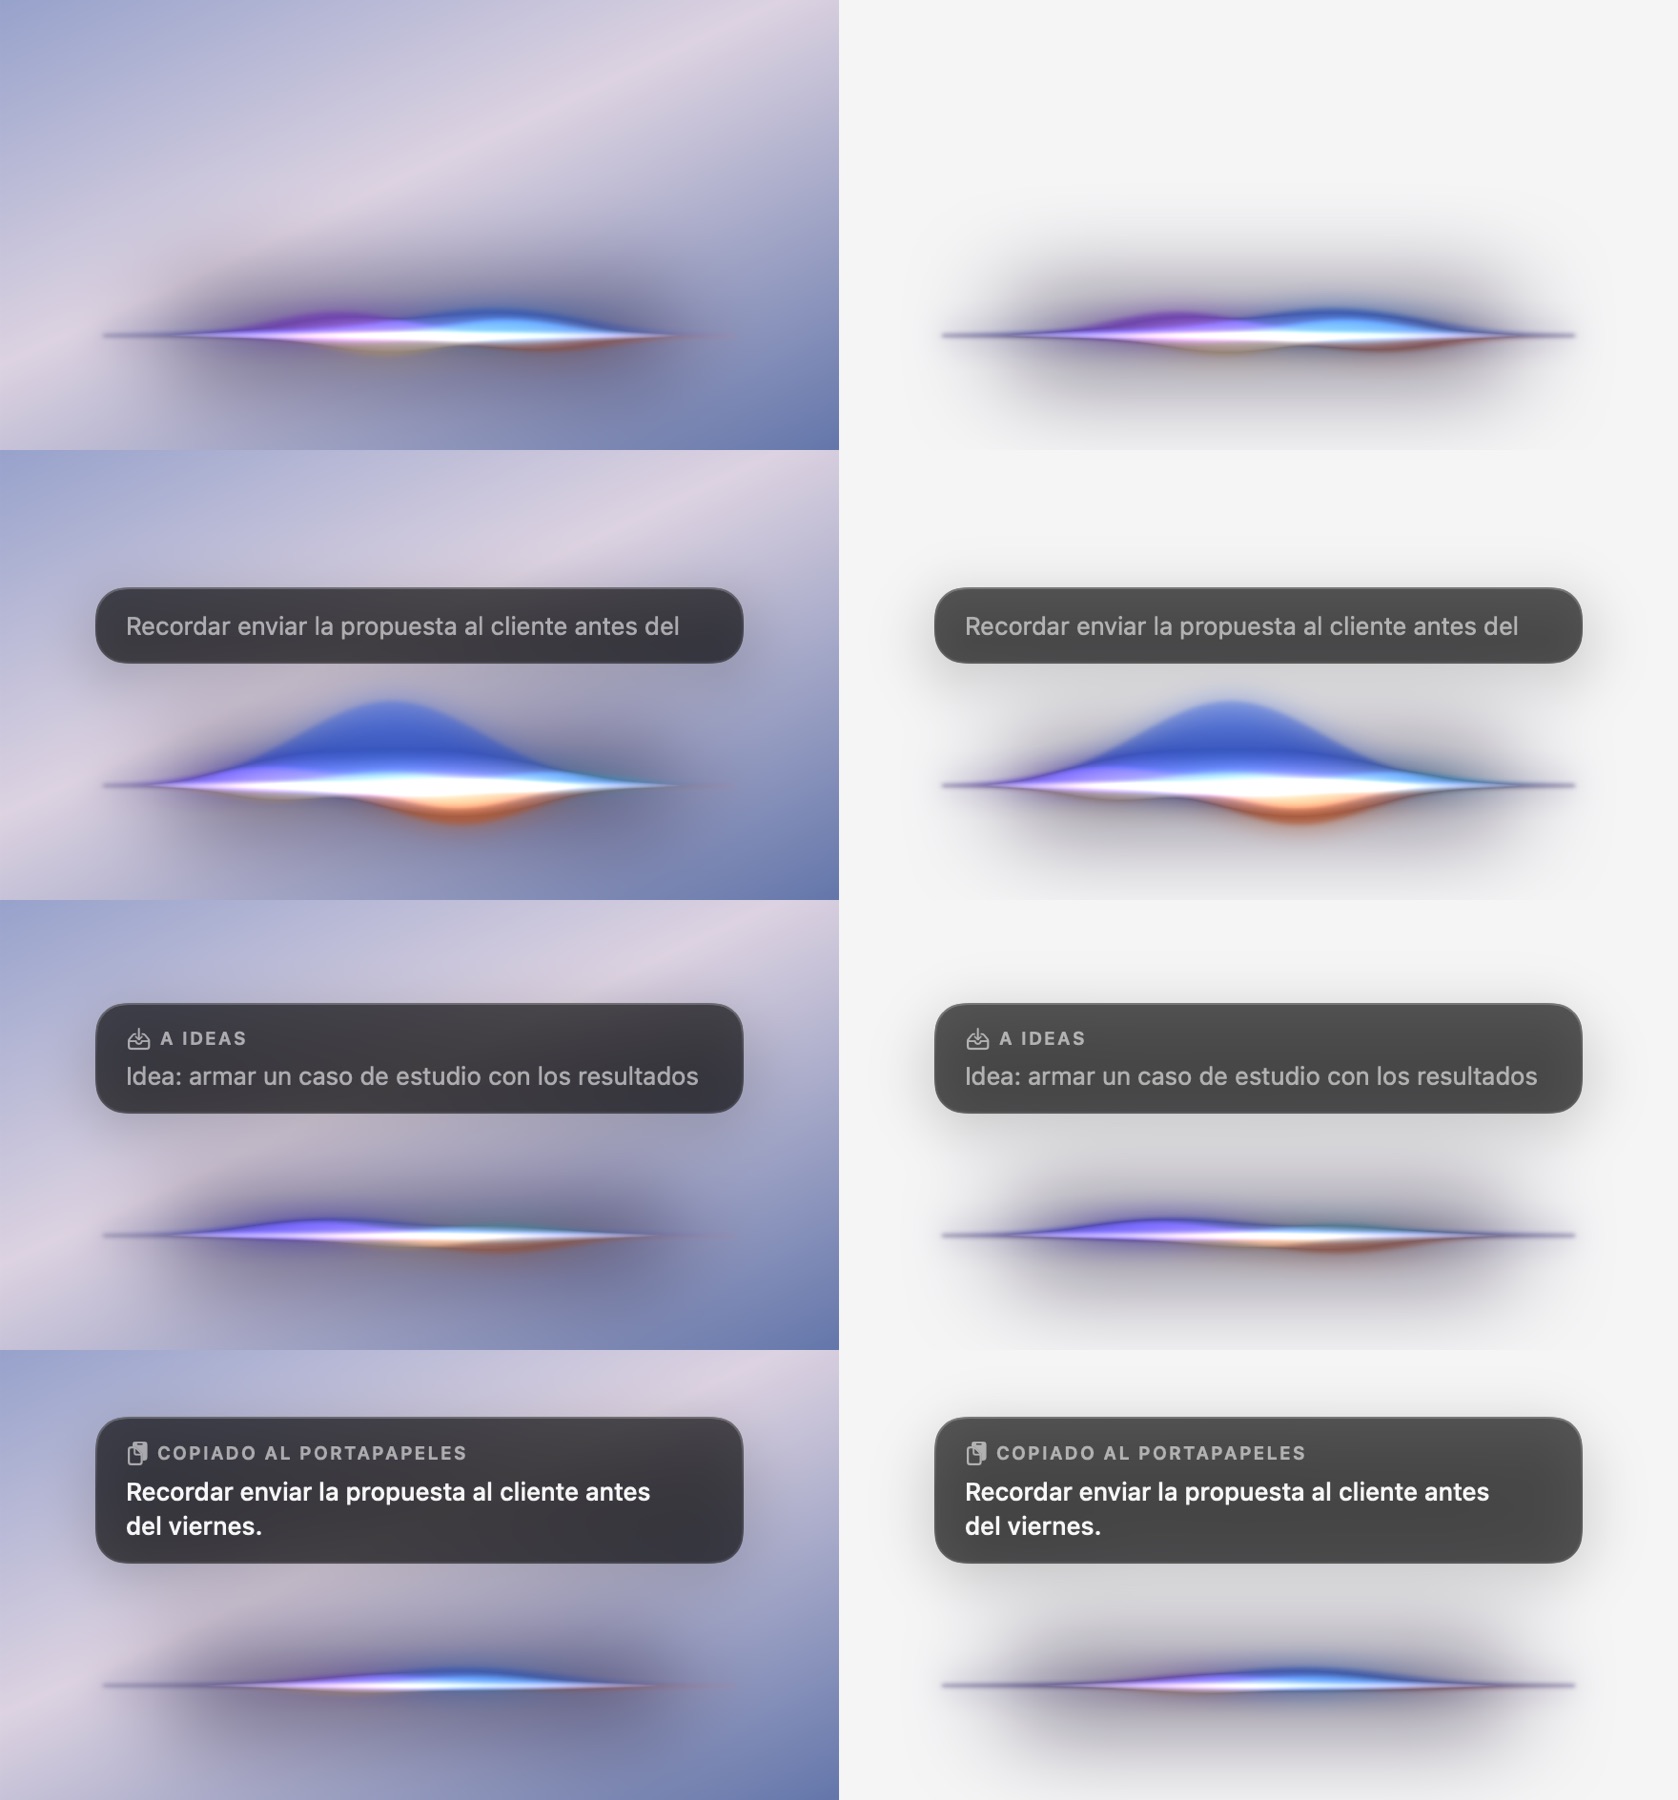 Recordar enviar la propuesta al cliente antes del
Recordar enviar la propuesta al cliente antes del
A IDEAS
Idea: armar un caso de estudio con los resultados
A IDEAS
Idea: armar un caso de estudio con los resultados
COPIADO AL PORTAPAPELES
Recordar enviar la propuesta al cliente antes
del viernes.
COPIADO AL PORTAPAPELES
Recordar enviar la propuesta al cliente antes
del viernes.